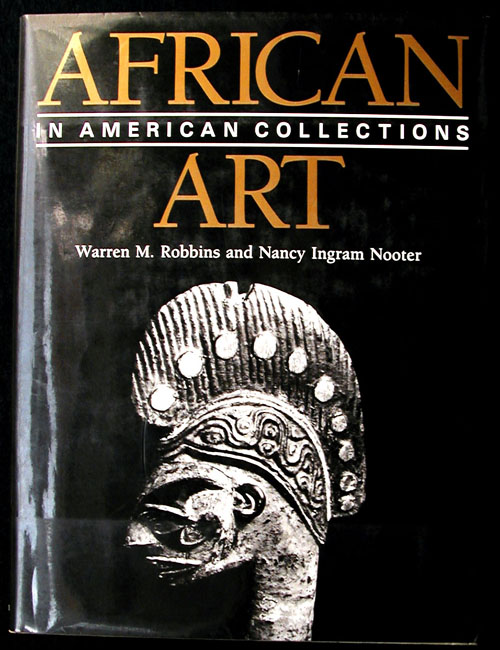 AFRICAN
IN AMERICAN COLLECTIONS
ART
Warren M. Robbins and Nancy Ingram Nooter